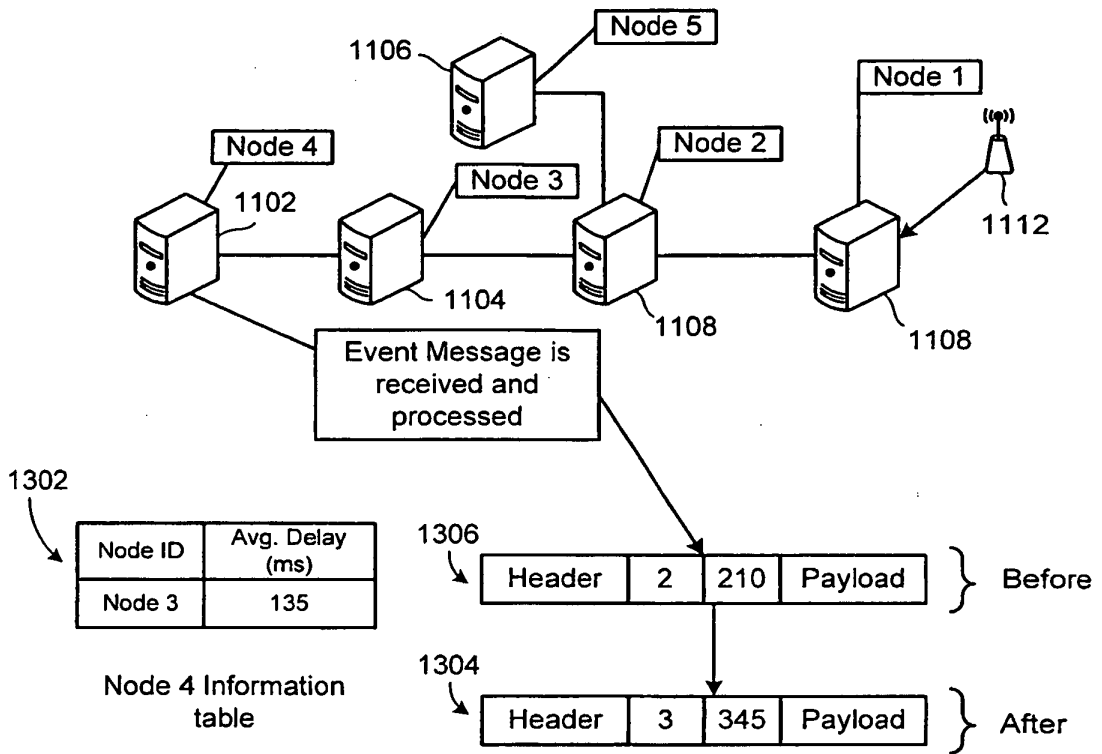 1106
Node 5
Node 1
Node 4
Node 2
Node 3
1102
1112
1104
1108
1108
Event Message is
received and
processed
1302
Node ID
Avg. Delay
(ms)
Node 3
135
Node 4 Information
table
1306
Header
2
210
Payload
Before
1304
Header
3
345
Payload
After